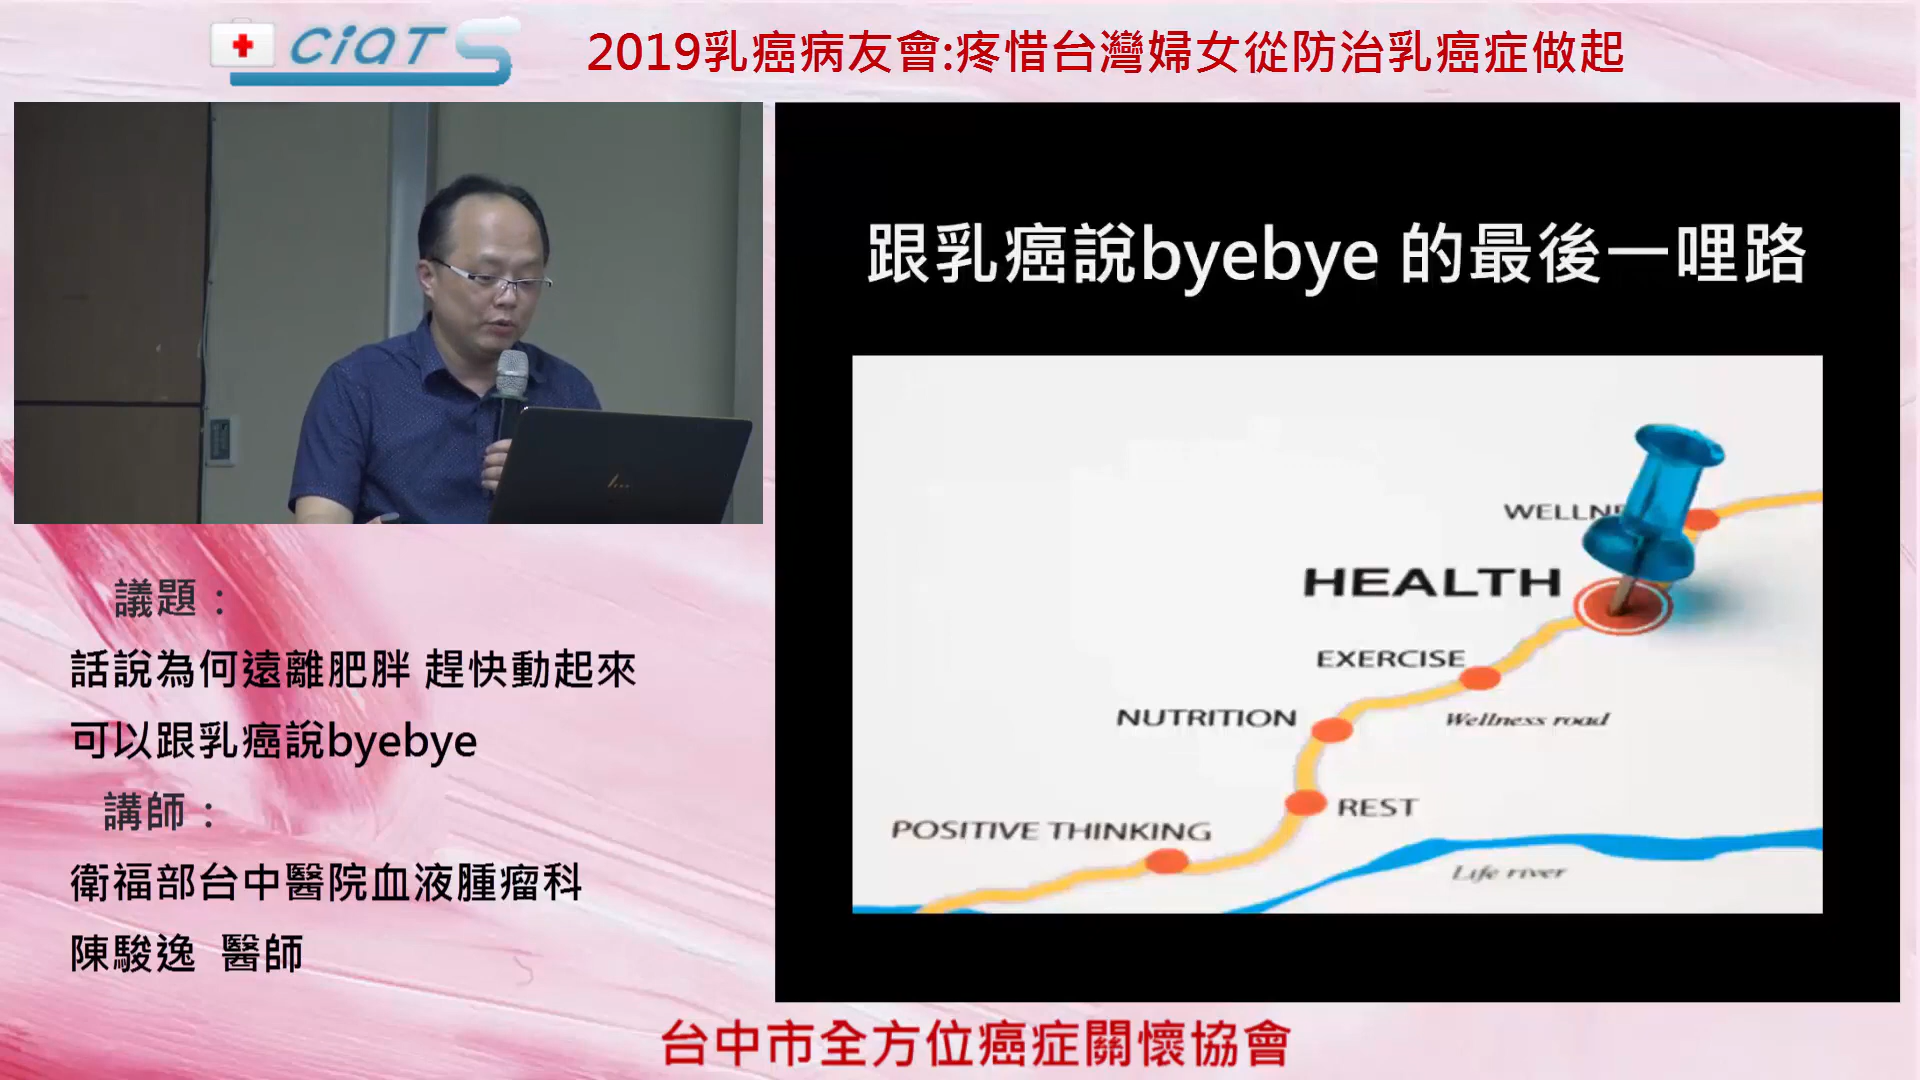 CiaTS
2019乳癌病友會:疼惜台灣婦女從防治乳癌症做起
跟乳癌說byebye 的最後一哩路
WELLNE
HEALTH
EXERCISE
NUTRITION
Wellness road
REST
POSITIVE THINKING
Life river
議題：
話說為何遠離肥胖 趕快動起來
可以跟乳癌說byebye
講師：
衛福部台中醫院血液腫瘤科
陳駿逸 醫師
台中市全方位癌症關懷協會